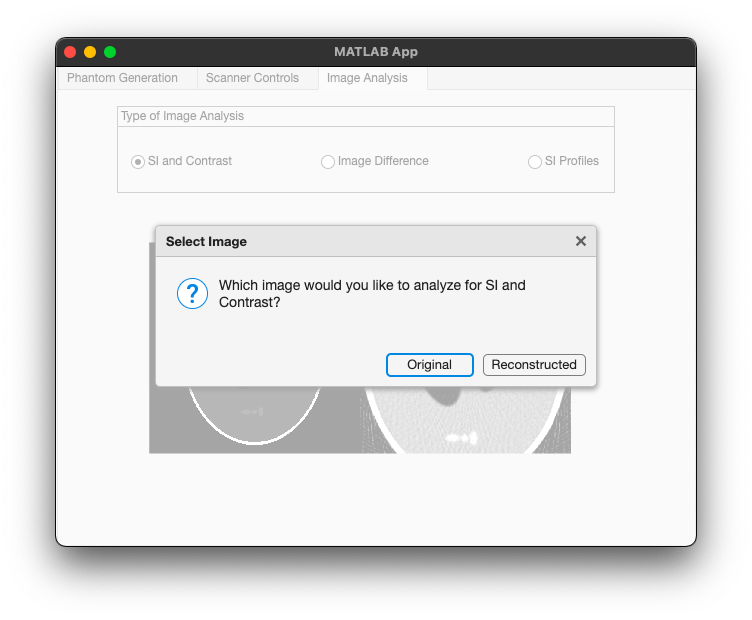 MATLAB App
Phantom Generation Scanner Controls Image Analysis
Type of Image Analysis
SI and Contrast Image Difference SI Profiles
Select Image
Which image would you like to analyze for SI and
Contrast?
Original Reconstructed